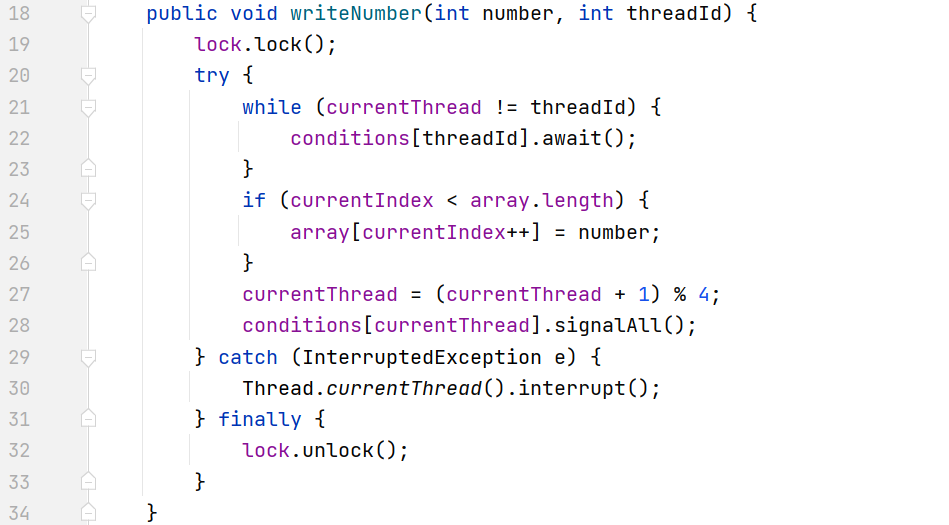 18 public void writeNumber(int number, int threadId) {
19 lock.lock();
20 try {
21 while (currentThread != threadId) {
22 conditions[threadId].await();
23 }
24 if (currentIndex < array.length) {
25 array[currentIndex++] = number;
26 }
27 currentThread = (currentThread + 1) % 4;
28 conditions[currentThread].signalAll();
29 } catch (InterruptedException e) {
30 Thread.currentThread().interrupt();
31 } finally {
32 lock.unlock();
33 }
34 }